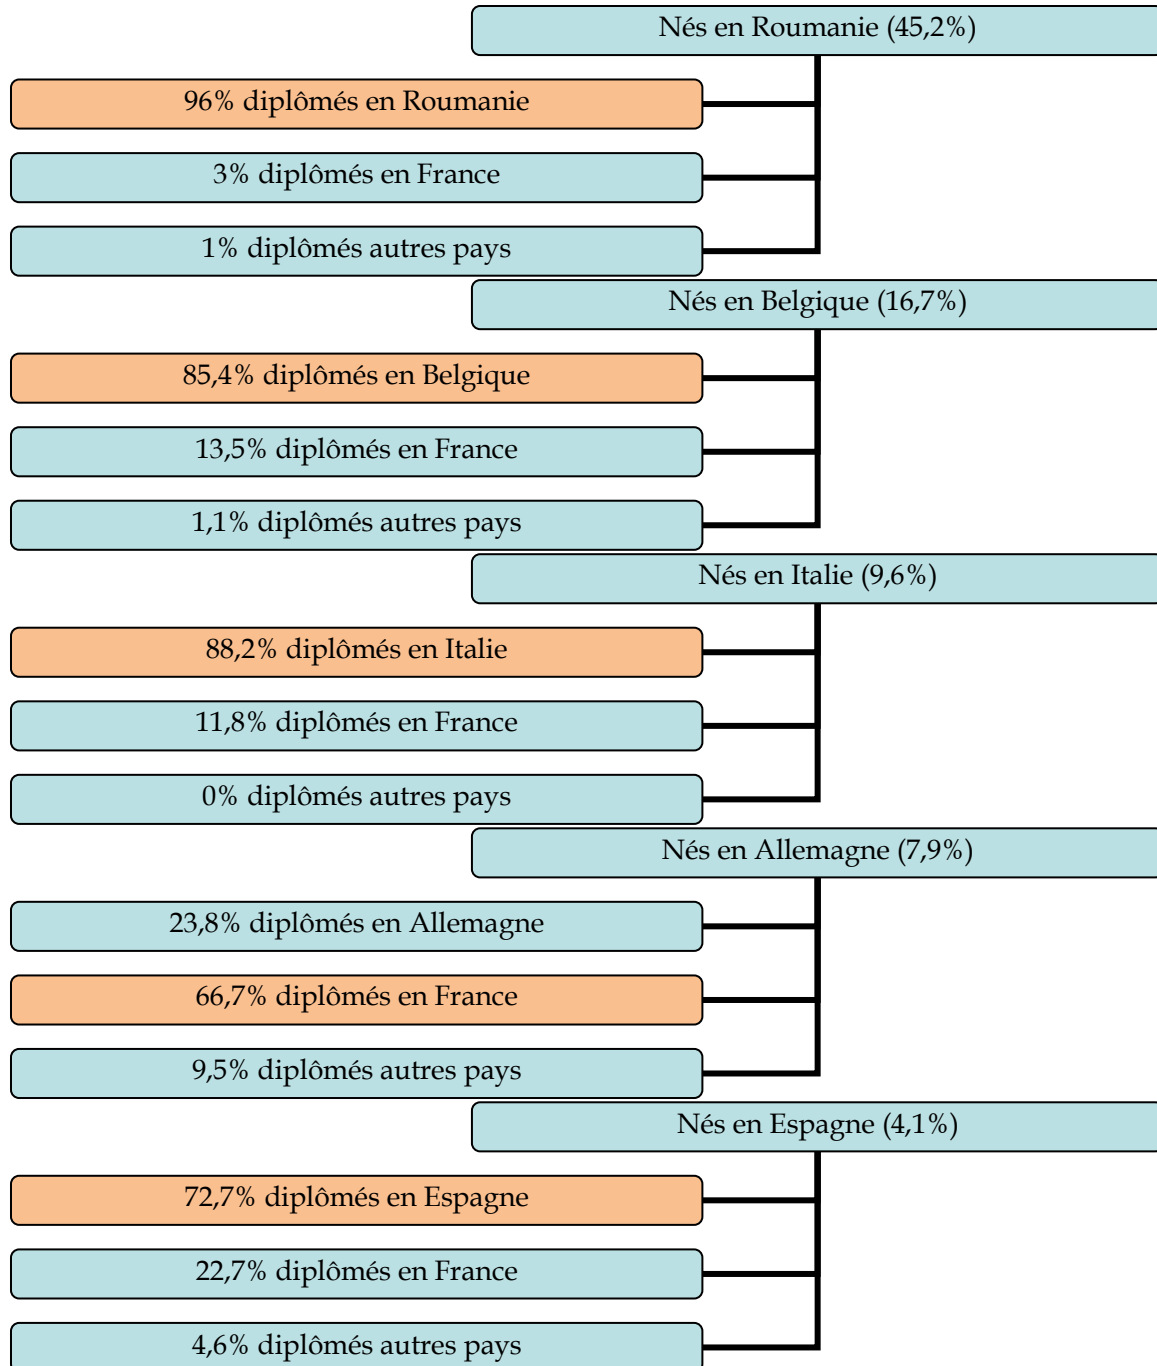 Nés en Roumanie (45,2%)
96% diplômés en Roumanie
3% diplômés en France
1% diplômés autres pays
Nés en Belgique (16,7%)
85,4% diplômés en Belgique
13,5% diplômés en France
1,1% diplômés autres pays
Nés en Italie (9,6%)
88,2% diplômés en Italie
11,8% diplômés en France
0% diplômés autres pays
Nés en Allemagne (7,9%)
23,8% diplômés en Allemagne
66,7% diplômés en France
9,5% diplômés autres pays
Nés en Espagne (4,1%)
72,7% diplômés en Espagne
22,7% diplômés en France
4,6% diplômés autres pays